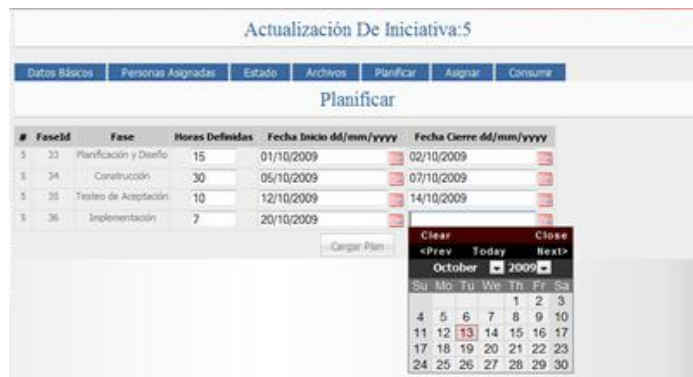 Actualización De Iniciativa:5
Datos Básicos Personas Asignadas Estado Archivos Planificar Asignar Consumir
Planificar
# FaseId Fase Horas Definidas Fecha Inicio dd/mm/yyyy Fecha Cierre dd/mm/yyyy
5 33 Planificación y Diseño 15 01/10/2009 02/10/2009
5 34 Construcción 30 05/10/2009 07/10/2009
5 35 Testeo de Aceptación 10 12/10/2009 14/10/2009
5 36 Implementación 7 20/10/2009
Cargar Plan
Clear Close
<Prev Today Next>
October 2009
Su Mo Tu We Th Fr Sa
1 2 3
4 5 6 7 8 9 10
11 12 13 14 15 16 17
17 18 19 20 21 22 23
24 25 26 27 28 29 30